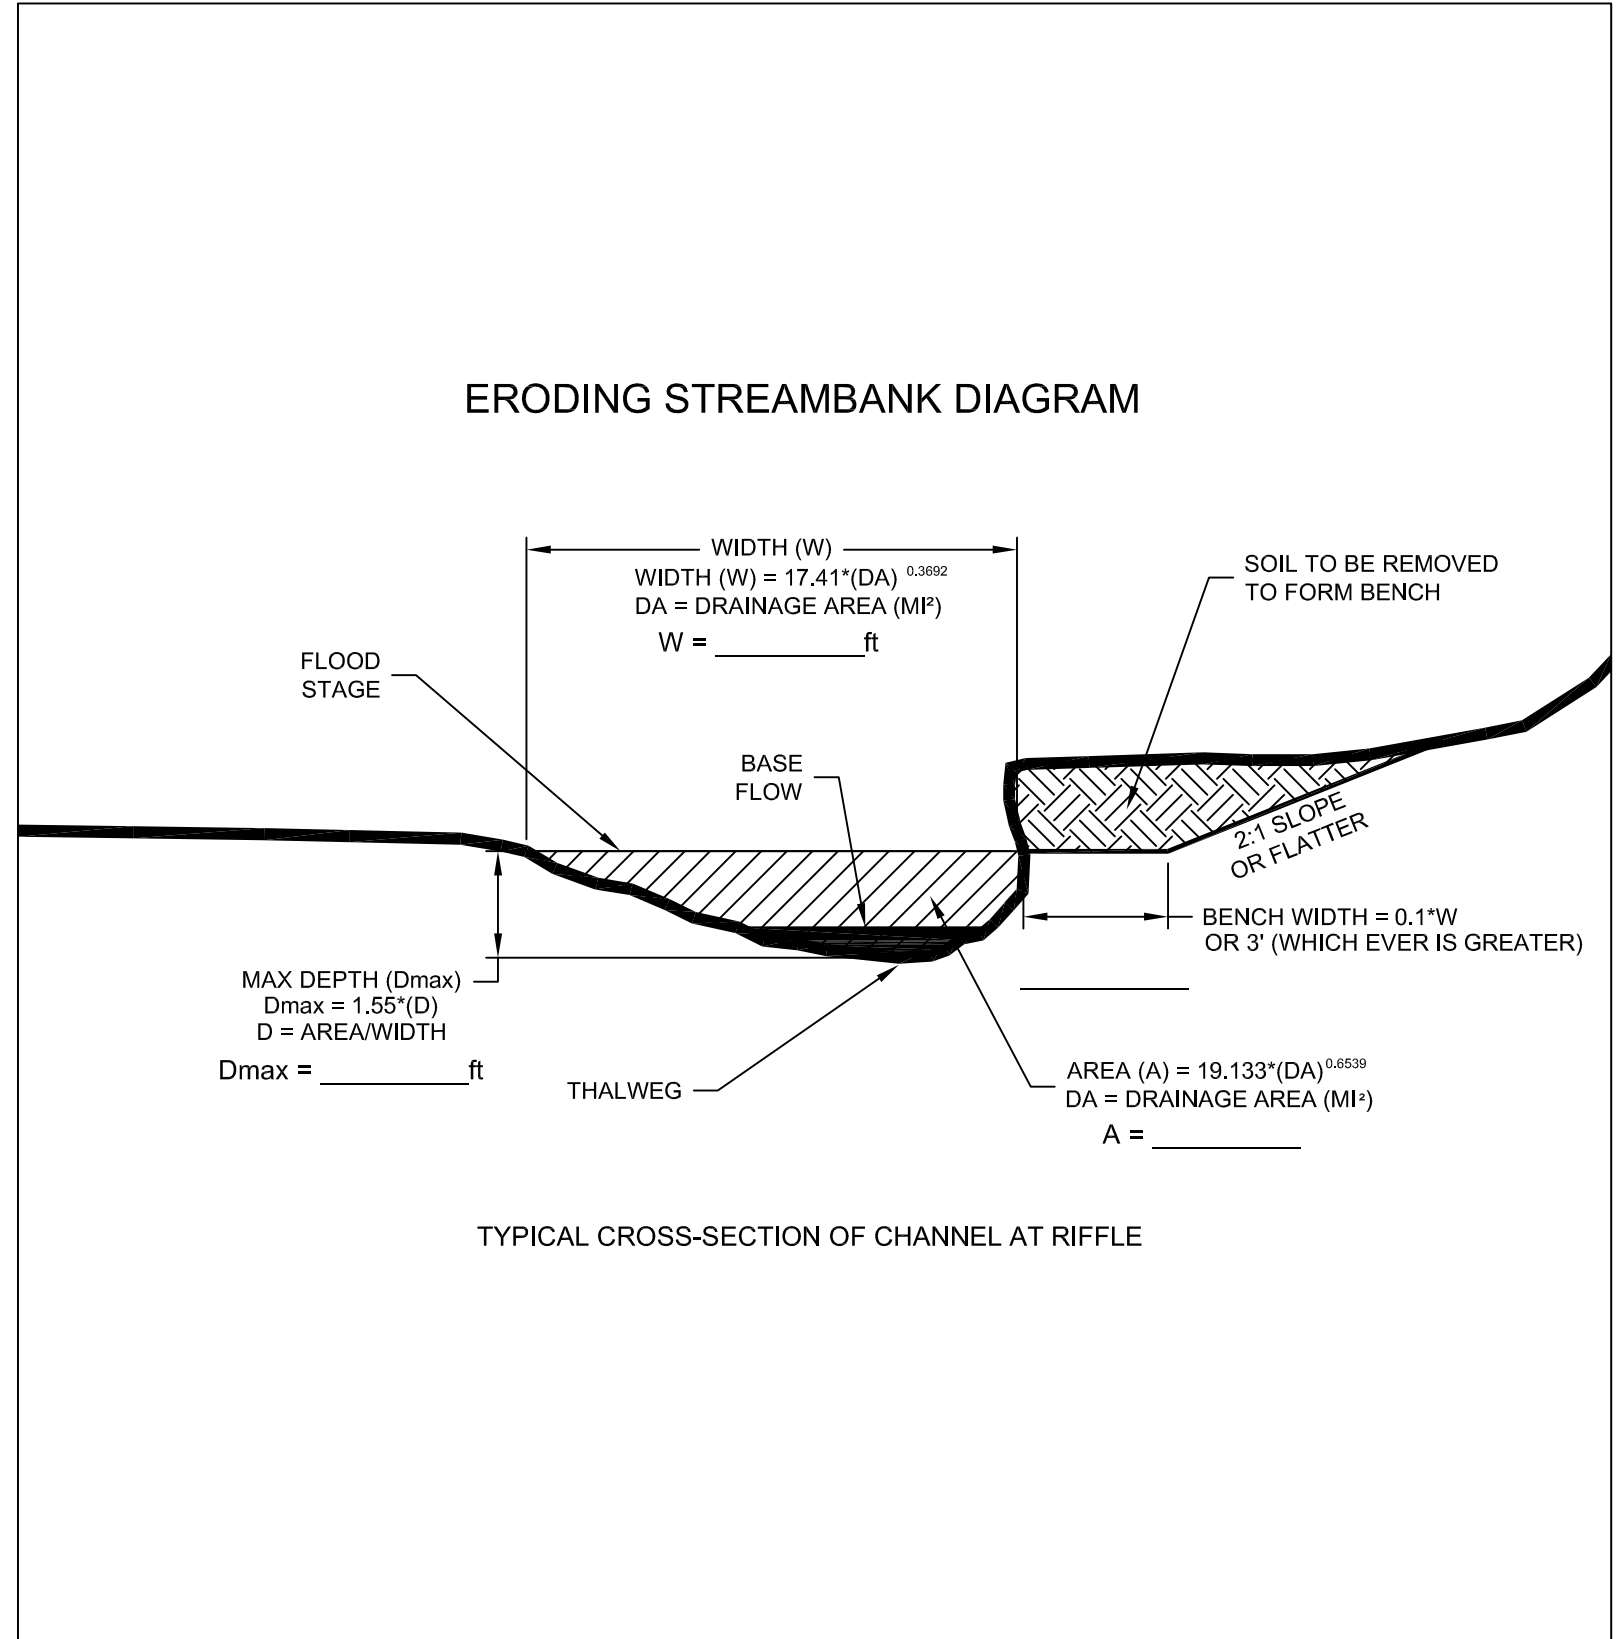 ERODING STREAMBANK DIAGRAM
WIDTH (W)
WIDTH (W) = 17.41*(DA) 0.3692
DA = DRAINAGE AREA (MI²)
W = __________ft
SOIL TO BE REMOVED
TO FORM BENCH
FLOOD
STAGE
BASE
FLOW
2:1 SLOPE
OR FLATTER
BENCH WIDTH = 0.1*W
OR 3' (WHICH EVER IS GREATER)
MAX DEPTH (Dmax)
Dmax = 1.55*(D)
D = AREA/WIDTH
Dmax = __________ft
THALWEG
AREA (A) = 19.133*(DA)0.6539
DA = DRAINAGE AREA (MI²)
A = __________
TYPICAL CROSS-SECTION OF CHANNEL AT RIFFLE